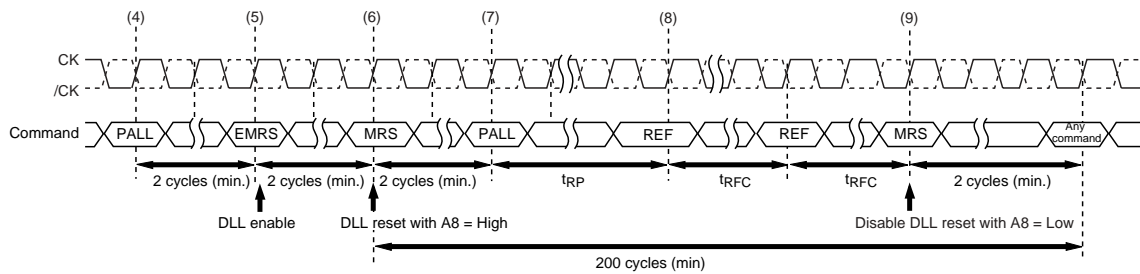 (4) (5) (6) (7) (8) (9)
CK
/CK
Command PALL EMRS MRS PALL REF REF MRS Any command
2 cycles (min.) 2 cycles (min.) 2 cycles (min.) tRP tRFC tRFC 2 cycles (min.)
DLL enable DLL reset with A8 = High Disable DLL reset with A8 = Low
200 cycles (min)